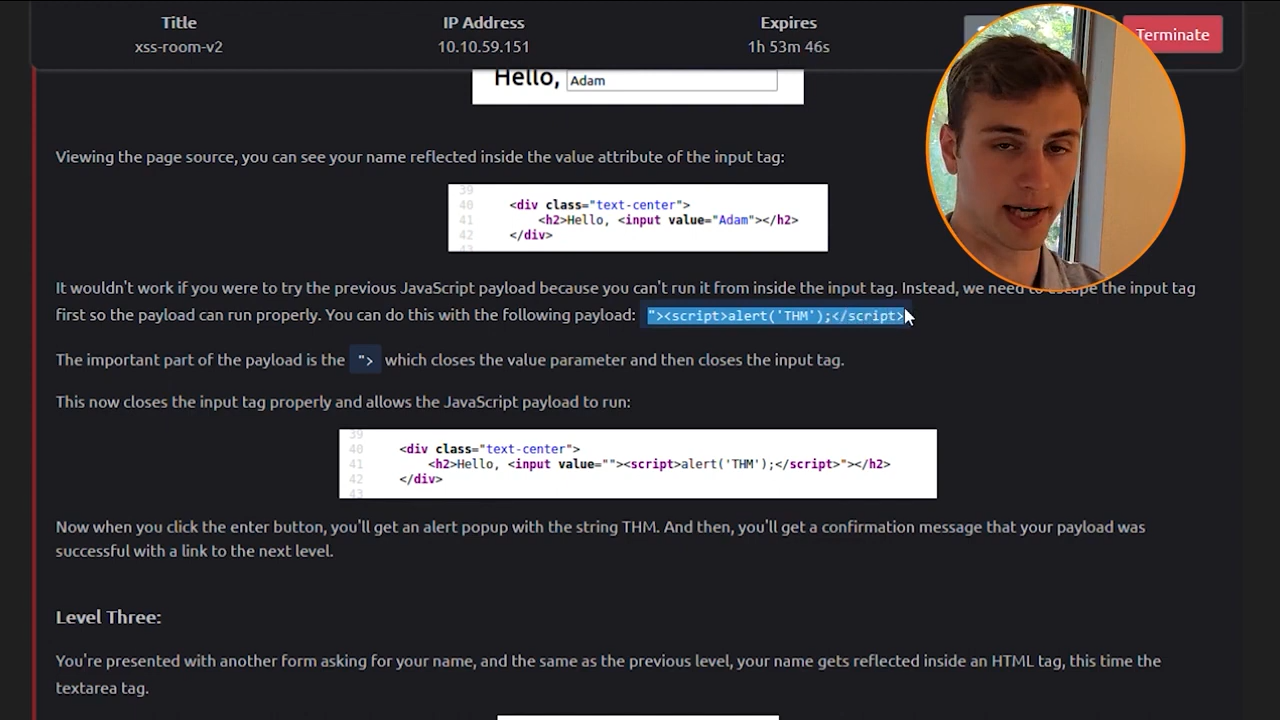 Title
IP Address
Expires
xss-room-v2
10.10.59.151
1h 53m 46s
Terminate
Hello, Adam
Viewing the page source, you can see your name reflected inside the value attribute of the input tag:
39
40 <div class="text-center">
41 <h2>Hello, <input value="Adam"></h2>
42 </div>
43
It wouldn't work if you were to try the previous JavaScript payload because you can't run it from inside the input tag. Instead, we need to escape the input tag
first so the payload can run properly. You can do this with the following payload: "><script>alert('THM');</script>
The important part of the payload is the "> which closes the value parameter and then closes the input tag.
This now closes the input tag properly and allows the JavaScript payload to run:
39
40 <div class="text-center">
41 <h2>Hello, <input value=""><script>alert('THM');</script>"></h2>
42 </div>
43
Now when you click the enter button, you'll get an alert popup with the string THM. And then, you'll get a confirmation message that your payload was
successful with a link to the next level.
Level Three:
You're presented with another form asking for your name, and the same as the previous level, your name gets reflected inside an HTML tag, this time the
textarea tag.